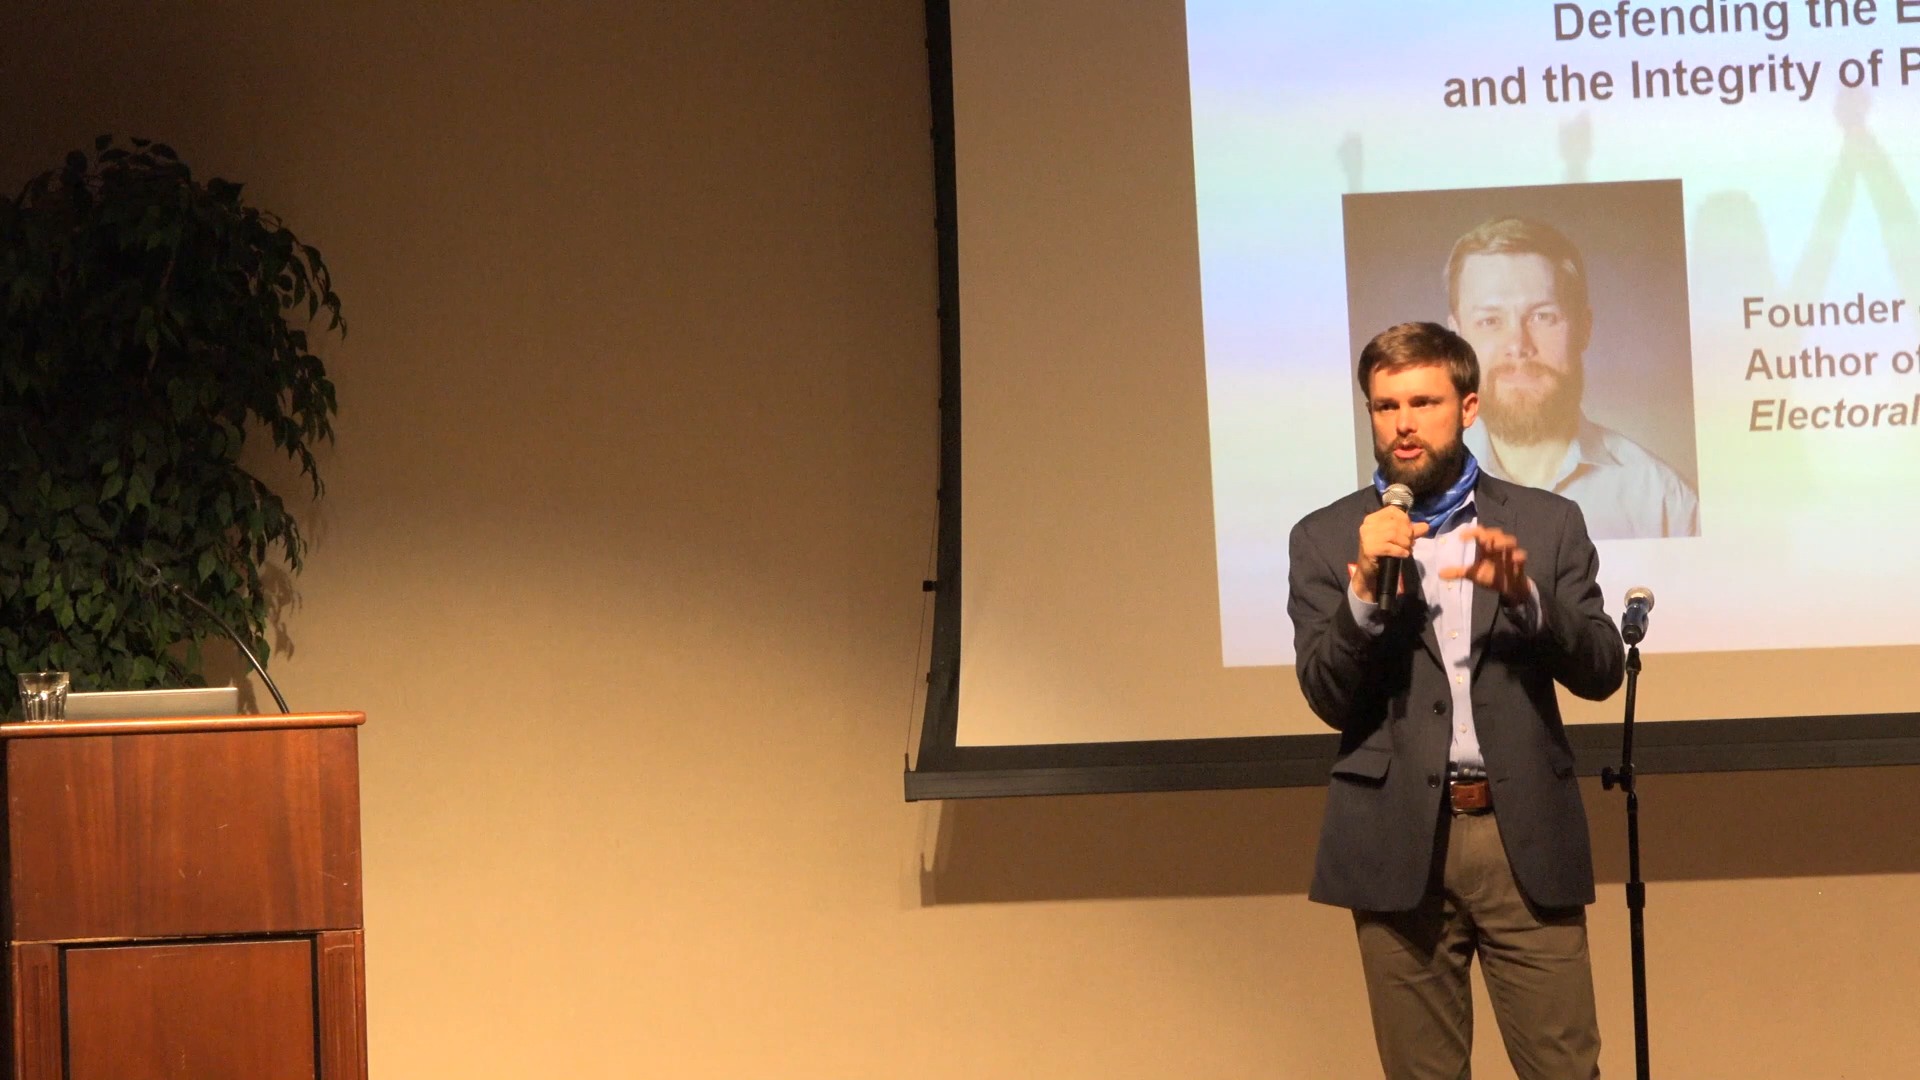 Defending the E
and the Integrity of P
Founder
Author of
Electoral